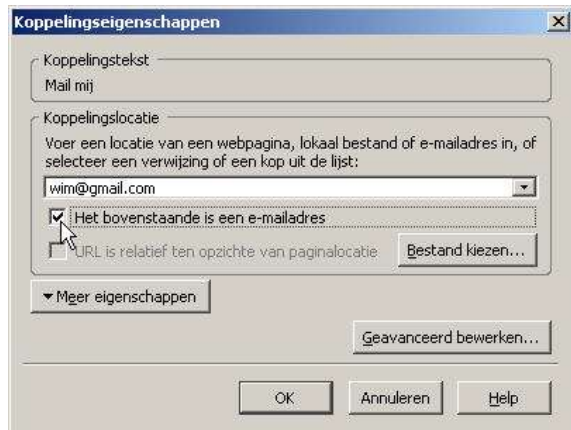 Koppelingseigenschappen
Koppelingstekst
Mail mij
Koppelingslocatie
Voer een locatie van een webpagina, lokaal bestand of e-mailadres in, of
selecteer een verwijzing of een kop uit de lijst:
wim@gmail.com
Het bovenstaande is een e-mailadres
URL is relatief ten opzichte van paginalocatie
Bestand kiezen...
Meer eigenschappen
Geavanceerd bewerken...
OK
Annuleren
Help